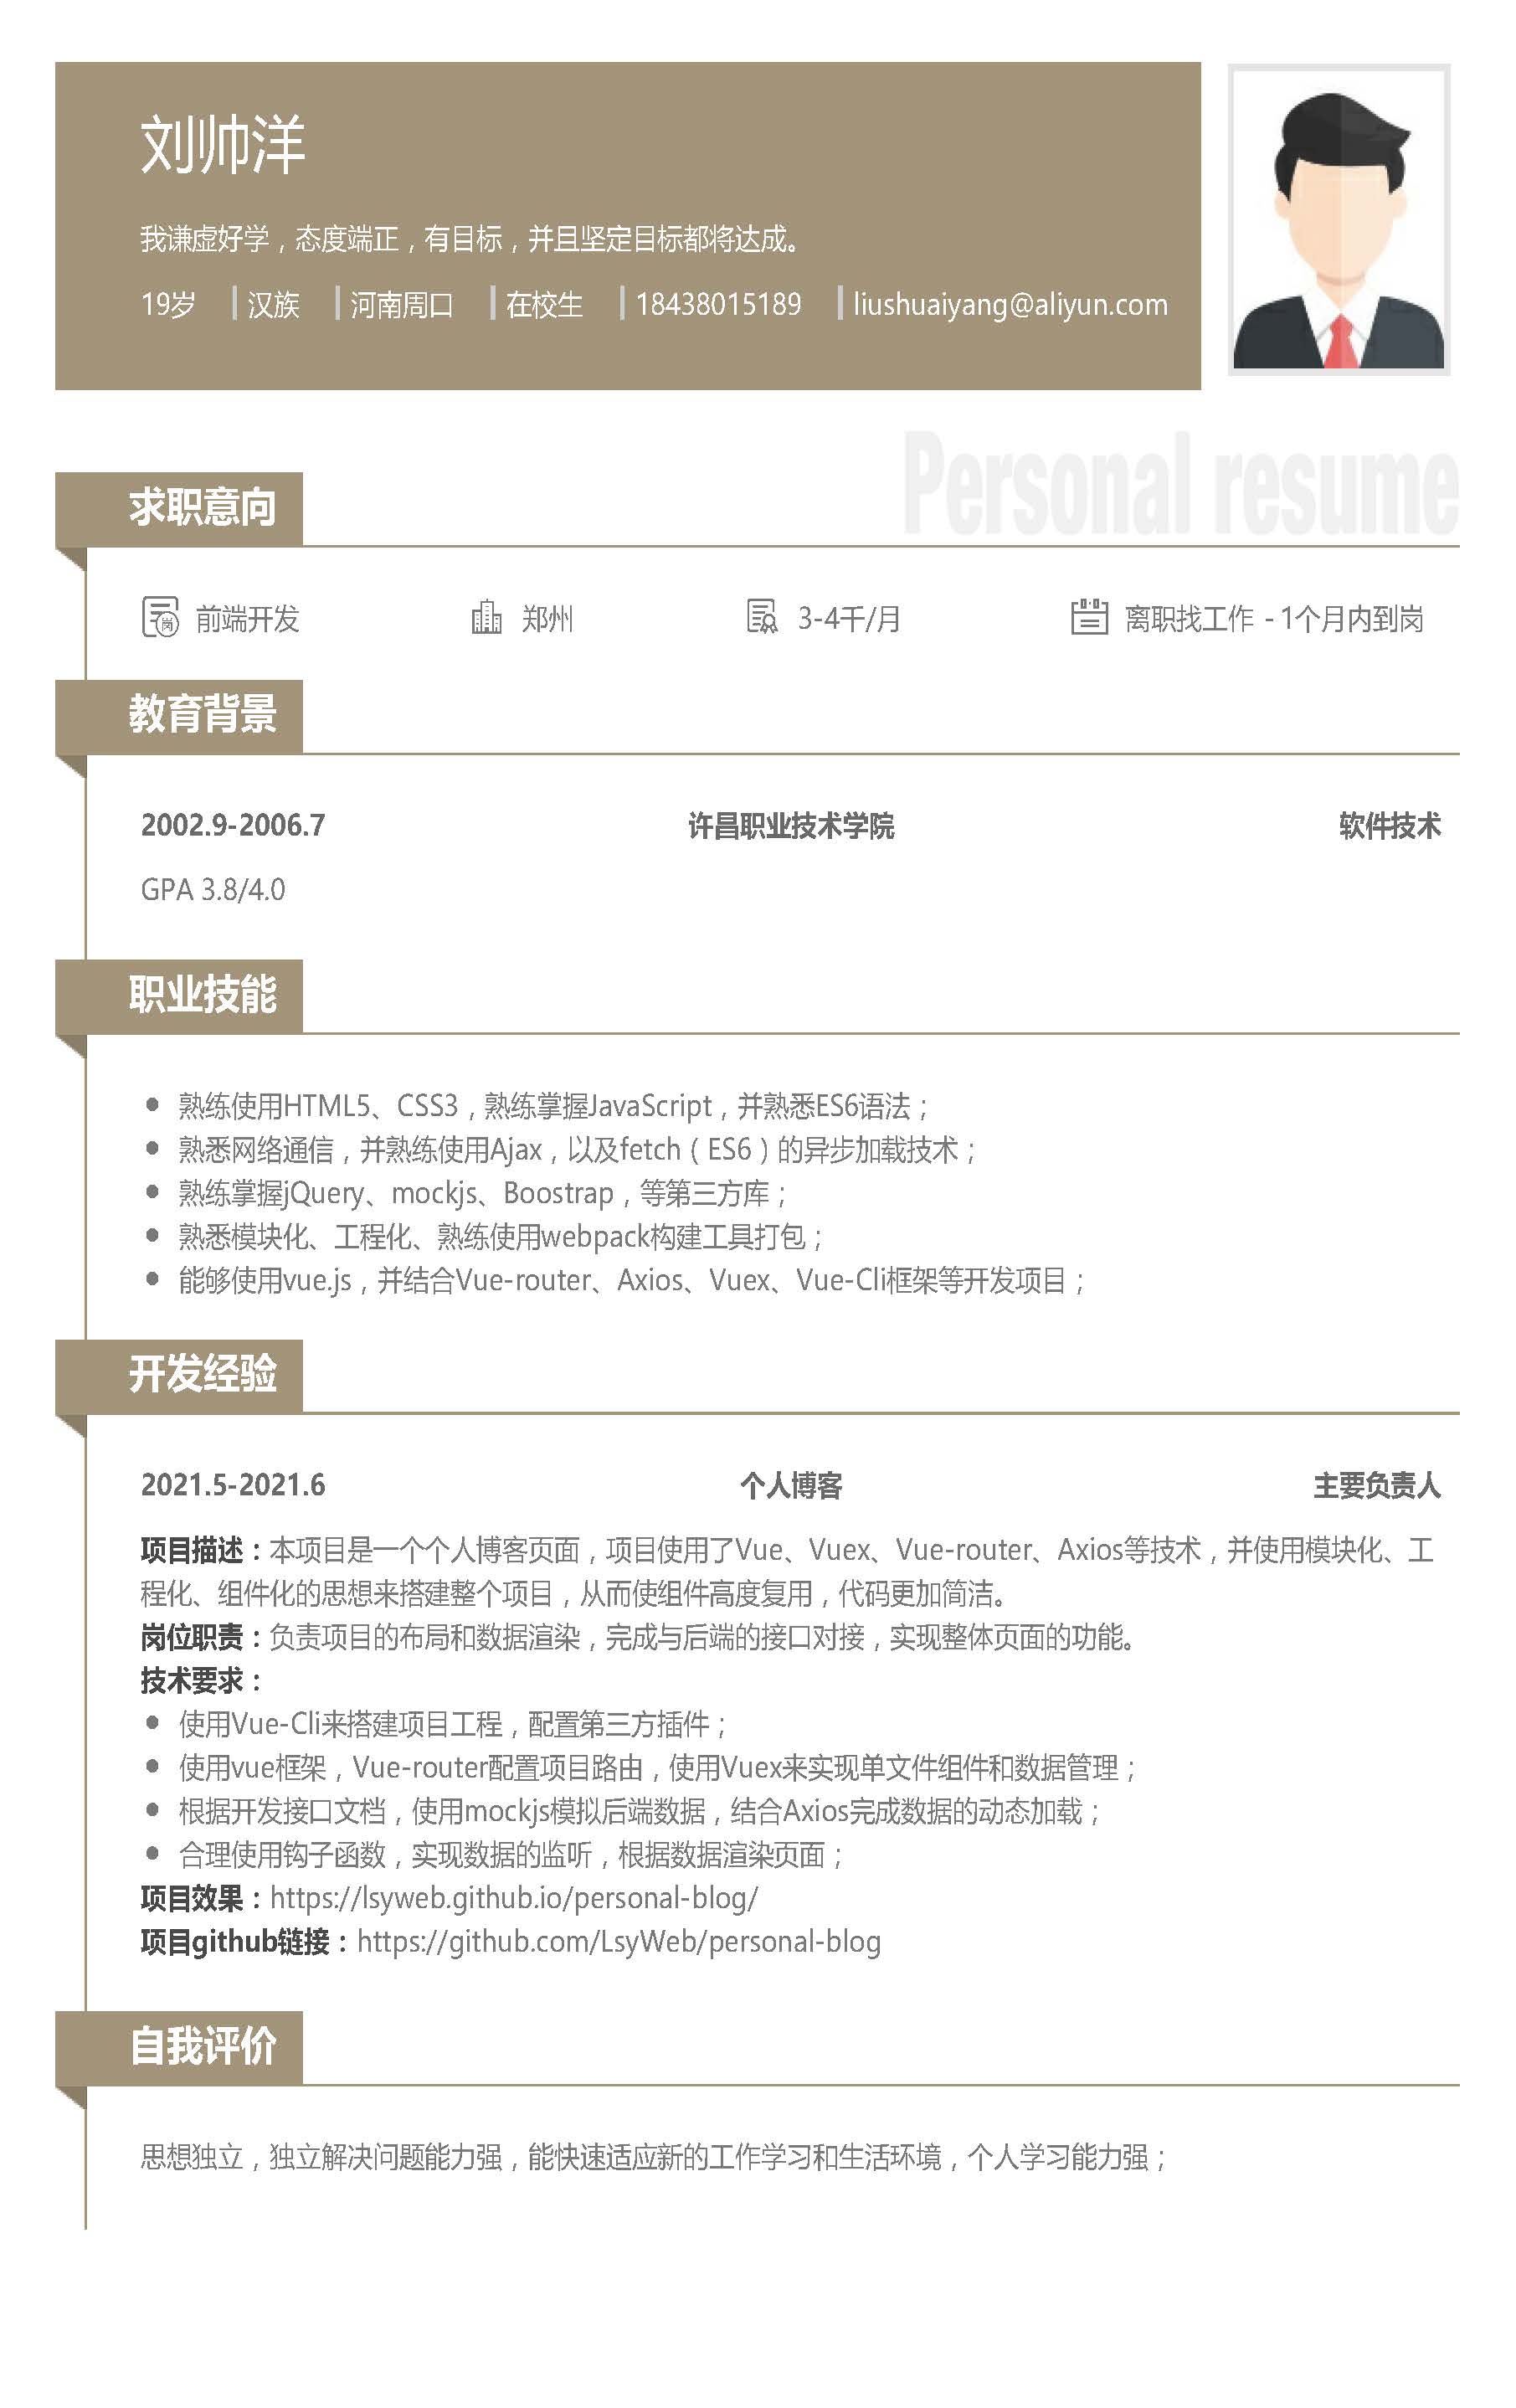 刘帅洋
我谦虚好学，态度端正，有目标，并且坚定目标都将达成。
19岁 汉族 河南周口 在校生 18438015189 liushuaiyang@aliyun.com
Personal resume
求职意向
前端开发 郑州 3-4千/月 离职找工作 - 1个月内到岗
教育背景
2002.9-2006.7 许昌职业技术学院 软件技术
GPA 3.8/4.0
职业技能
● 熟练使用HTML5、CSS3，熟练掌握JavaScript，并熟悉ES6语法；
● 熟悉网络通信，并熟练使用Ajax，以及fetch（ES6）的异步加载技术；
● 熟练掌握jQuery、mockjs、Boostrap，等第三方库；
● 熟悉模块化、工程化、熟练使用webpack构建工具打包；
● 能够使用vue.js，并结合Vue-router、Axios、Vuex、Vue-Cli框架等开发项目；
开发经验
2021.5-2021.6 个人博客 主要负责人
项目描述：本项目是一个个人博客页面，项目使用了Vue、Vuex、Vue-router、Axios等技术，并使用模块化、工
程化、组件化的思想来搭建整个项目，从而使组件高度复用，代码更加简洁。
岗位职责：负责项目的布局和数据渲染，完成与后端的接口对接，实现整体页面的功能。
技术要求：
● 使用Vue-Cli来搭建项目工程，配置第三方插件；
● 使用vue框架，Vue-router配置项目路由，使用Vuex来实现单文件组件和数据管理；
● 根据开发接口文档，使用mockjs模拟后端数据，结合Axios完成数据的动态加载；
● 合理使用钩子函数，实现数据的监听，根据数据渲染页面；
项目效果：https://lsyweb.github.io/personal-blog/
项目github链接：https://github.com/LsyWeb/personal-blog
自我评价
思想独立，独立解决问题能力强，能快速适应新的工作学习和生活环境，个人学习能力强；